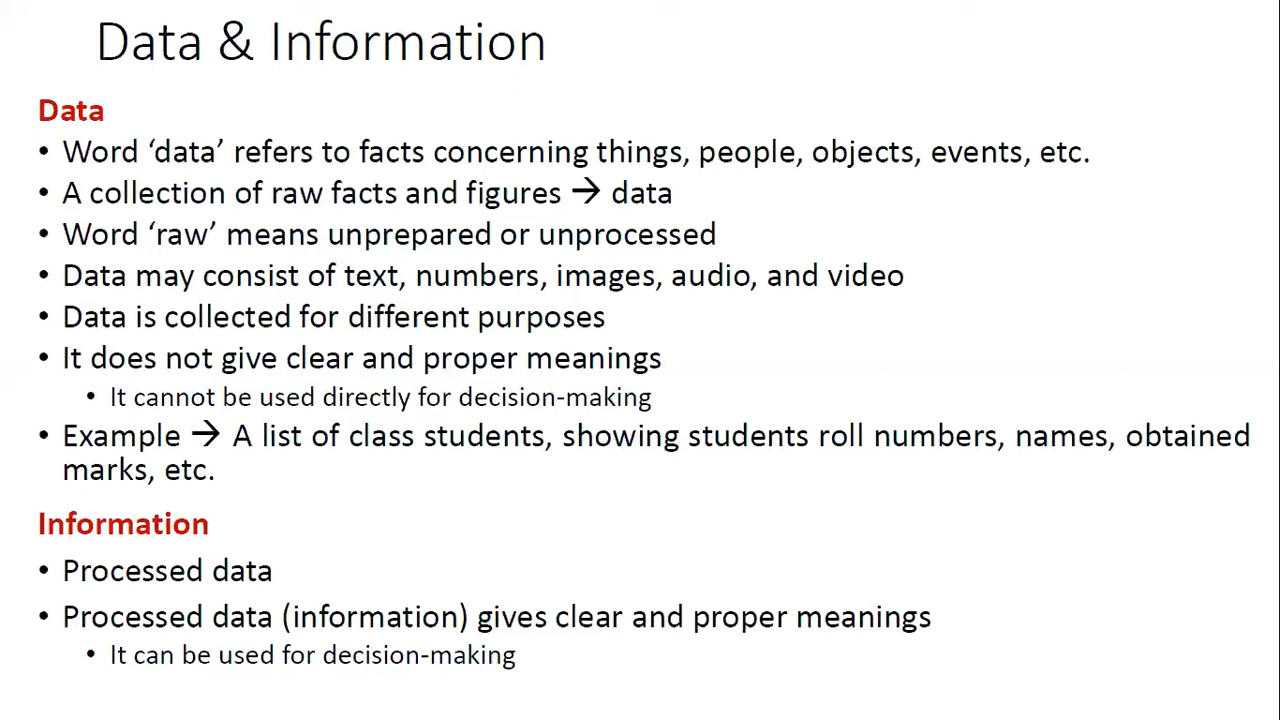 Data & Information
Data
• Word ‘data’ refers to facts concerning things, people, objects, events, etc.
• A collection of raw facts and figures → data
• Word ‘raw’ means unprepared or unprocessed
• Data may consist of text, numbers, images, audio, and video
• Data is collected for different purposes
• It does not give clear and proper meanings
• It cannot be used directly for decision-making
• Example → A list of class students, showing students roll numbers, names, obtained
marks, etc.
Information
• Processed data
• Processed data (information) gives clear and proper meanings
• It can be used for decision-making